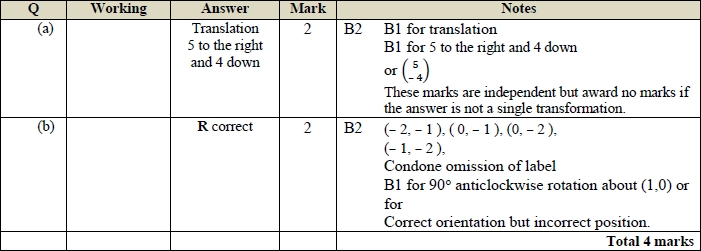 Q Working Answer Mark Notes
(a) Translation 2 B2 B1 for translation
5 to the right B1 for 5 to the right and 4 down
and 4 down or (5 −4)
These marks are independent but award no marks if
the answer is not a single transformation.
(b) R correct 2 B2 (− 2, − 1 ), ( 0, − 1 ), (0, − 2 ),
(− 1, − 2 ),
Condone omission of label
B1 for 90° anticlockwise rotation about (1,0) or
for
Correct orientation but incorrect position.
Total 4 marks